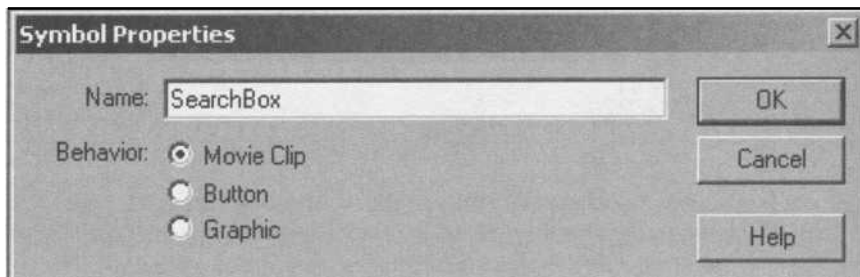 Symbol Properties
Name: SearchBox OK
Behavior: Movie Clip Cancel
Button
Graphic
Help